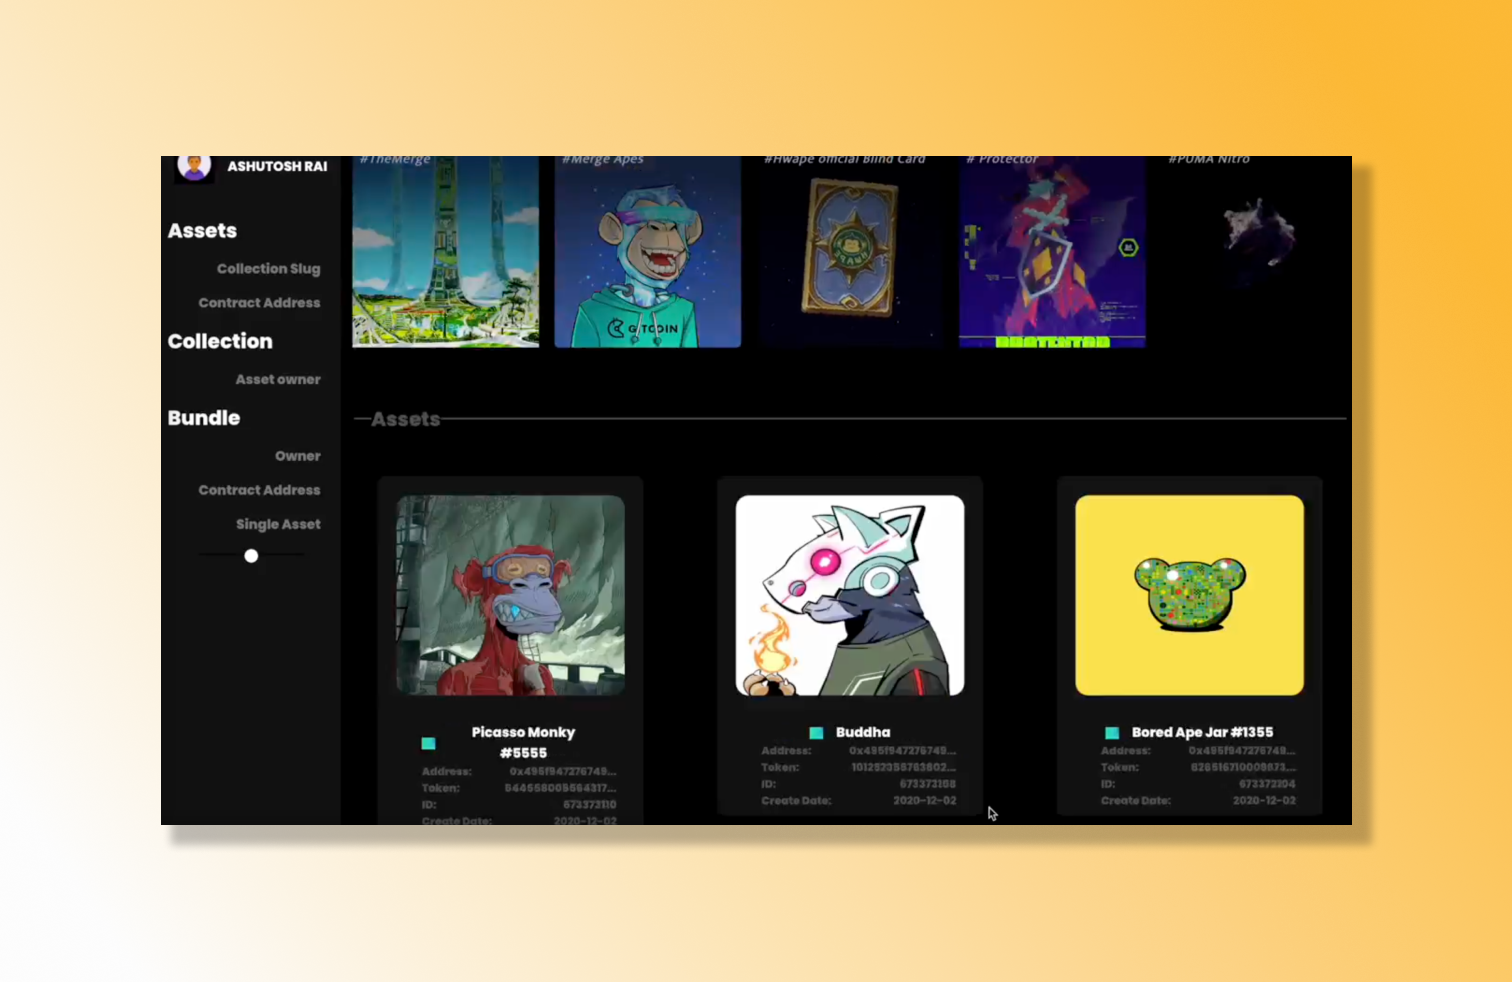 ASHUTOSH RAI
Assets
Collection Slug
Contract Address
Collection
Asset owner
Bundle
Owner
Contract Address
Single Asset
#TheMerge
#Merge Apes
#Hwape official Blind Card
# Protector
#PUMA Nitro
GITCOIN
Assets
Picasso Monky
#5555
Address: 0x495f947276749...
Token:
ID: 673372110
Create Date: 2020-12-02
Buddha
Address: 0x495f947276749...
Token:
ID: 673372108
Create Date: 2020-12-02
Bored Ape Jar #1355
Address: 0x495f947276749...
Token:
ID: 673372104
Create Date: 2020-12-02